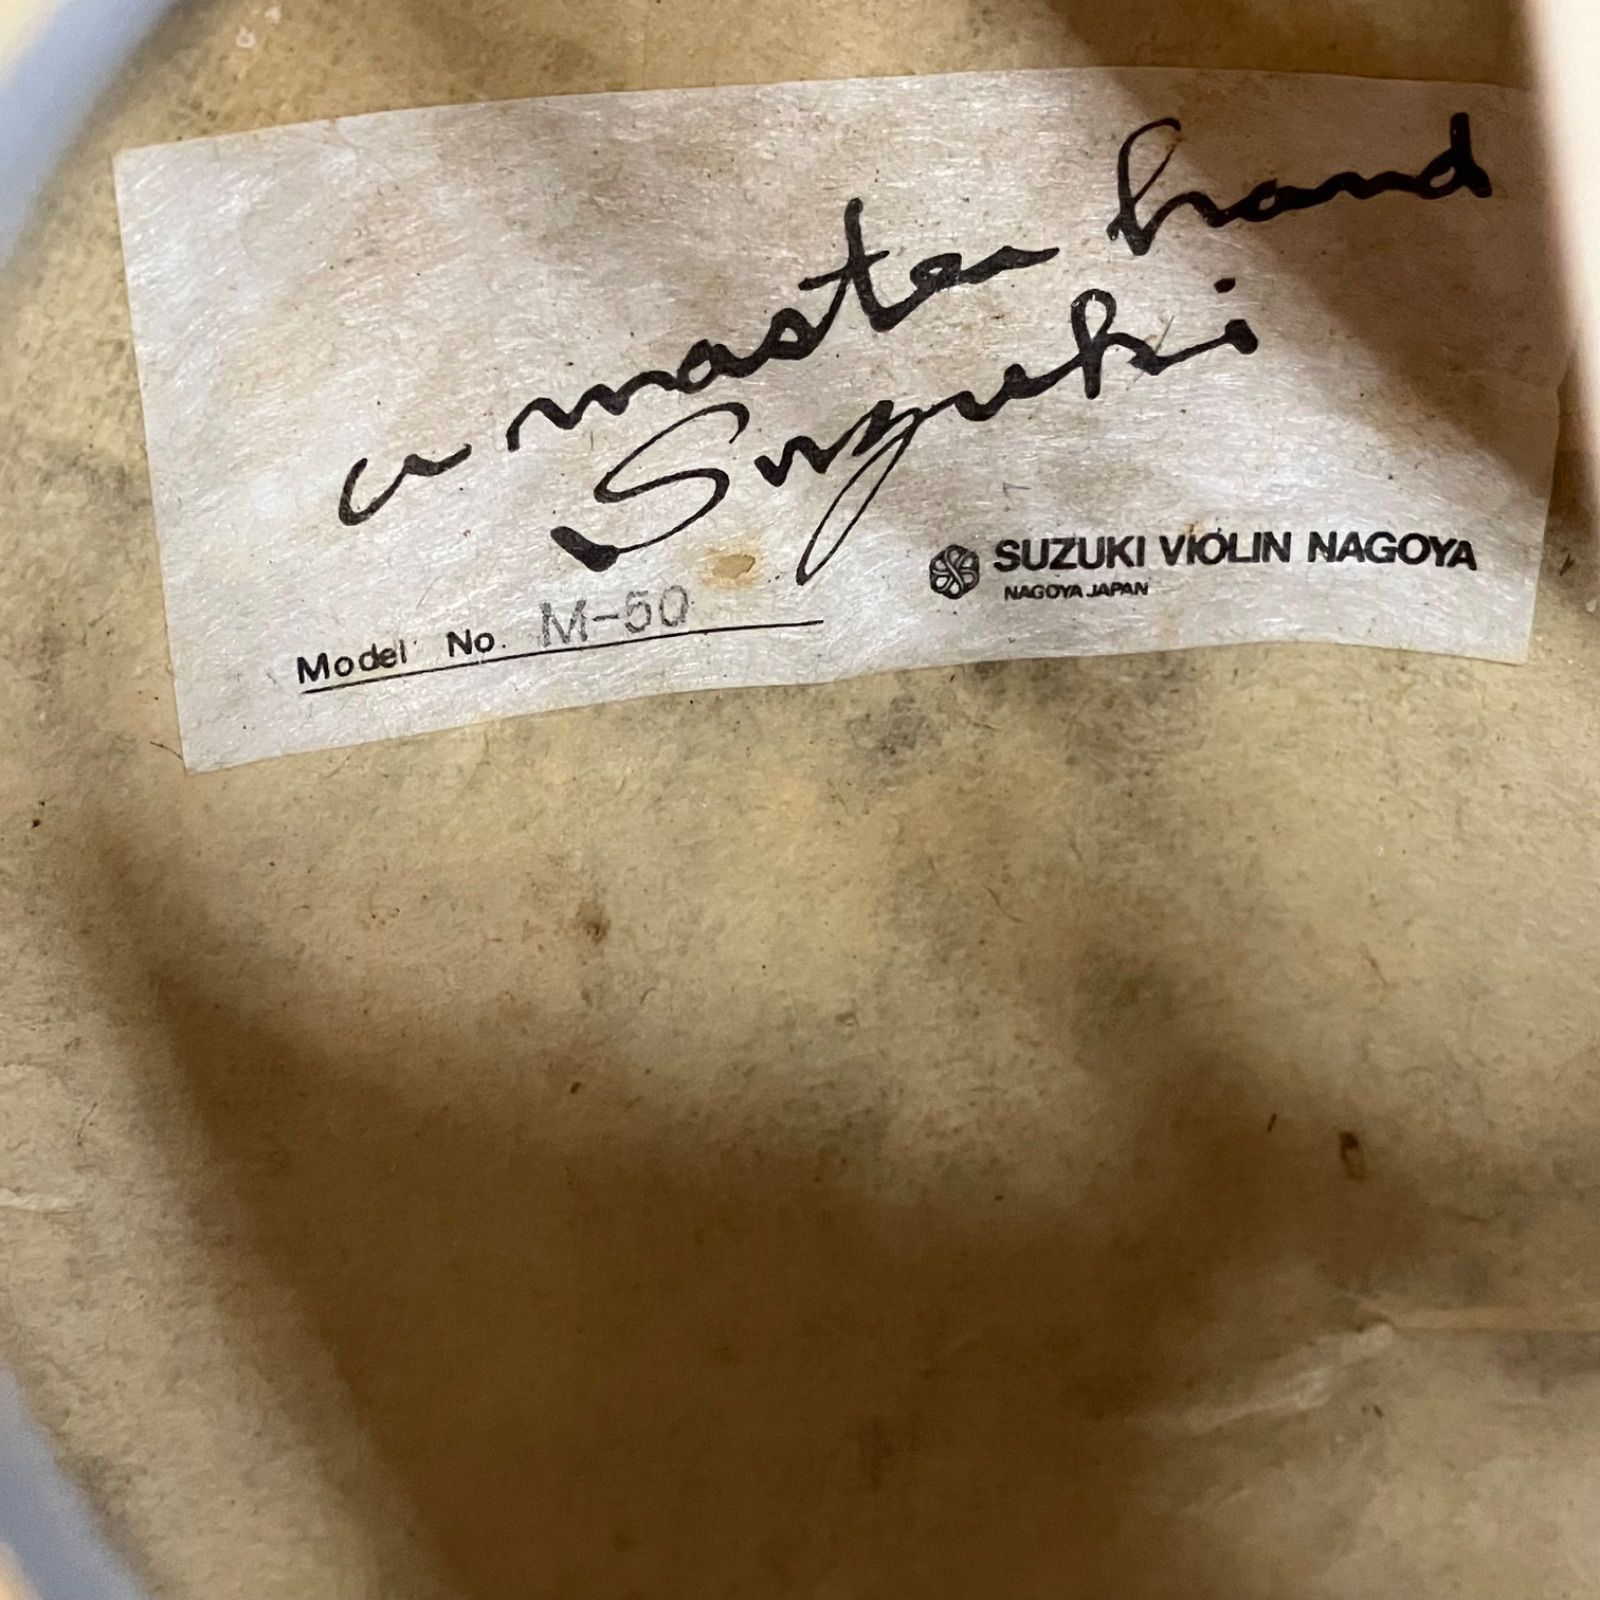 a master hand
Suzuki
SUZUKI VIOLIN NAGOYA
NAGOYA JAPAN
Model No. M-50